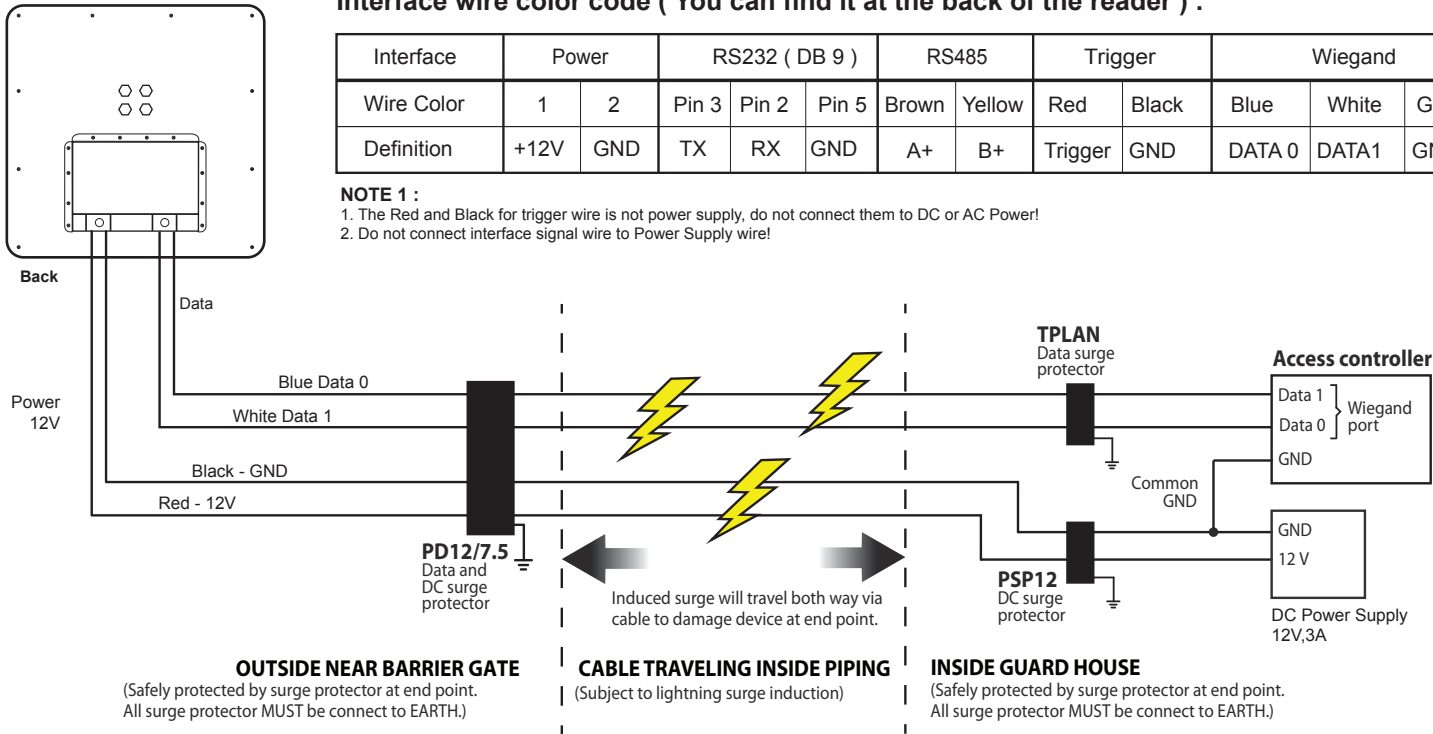 Interface wire color code ( You can find it at the back of the reader ) :
Interface Power RS232 ( DB 9 ) RS485 Trigger Wiegand
Wire Color 1 2 Pin 3 Pin 2 Pin 5 Brown Yellow Red Black Blue White
Definition +12V GND TX RX GND A+ B+ Trigger GND DATA 0 DATA1
NOTE 1 :
1. The Red and Black for trigger wire is not power supply, do not connect them to DC or AC Power!
2. Do not connect interface signal wire to Power Supply wire!
Back
Data
Power
12V
Blue Data 0
White Data 1
Black - GND
Red - 12V
PD12/7.5
Data and
DC surge
protector
Induced surge will travel both way via
cable to damage device at end point.
TPLAN
Data surge
protector
Access controller
Data 1
Data 0
Wiegand
port
GND
Common
GND
GND
12 V
PSP12
DC surge
protector
DC Power Supply
12V,3A
OUTSIDE NEAR BARRIER GATE
(Safely protected by surge protector at end point.
All surge protector MUST be connect to EARTH.)
CABLE TRAVELING INSIDE PIPING
(Subject to lightning surge induction)
INSIDE GUARD HOUSE
(Safely protected by surge protector at end point.
All surge protector MUST be connect to EARTH.)